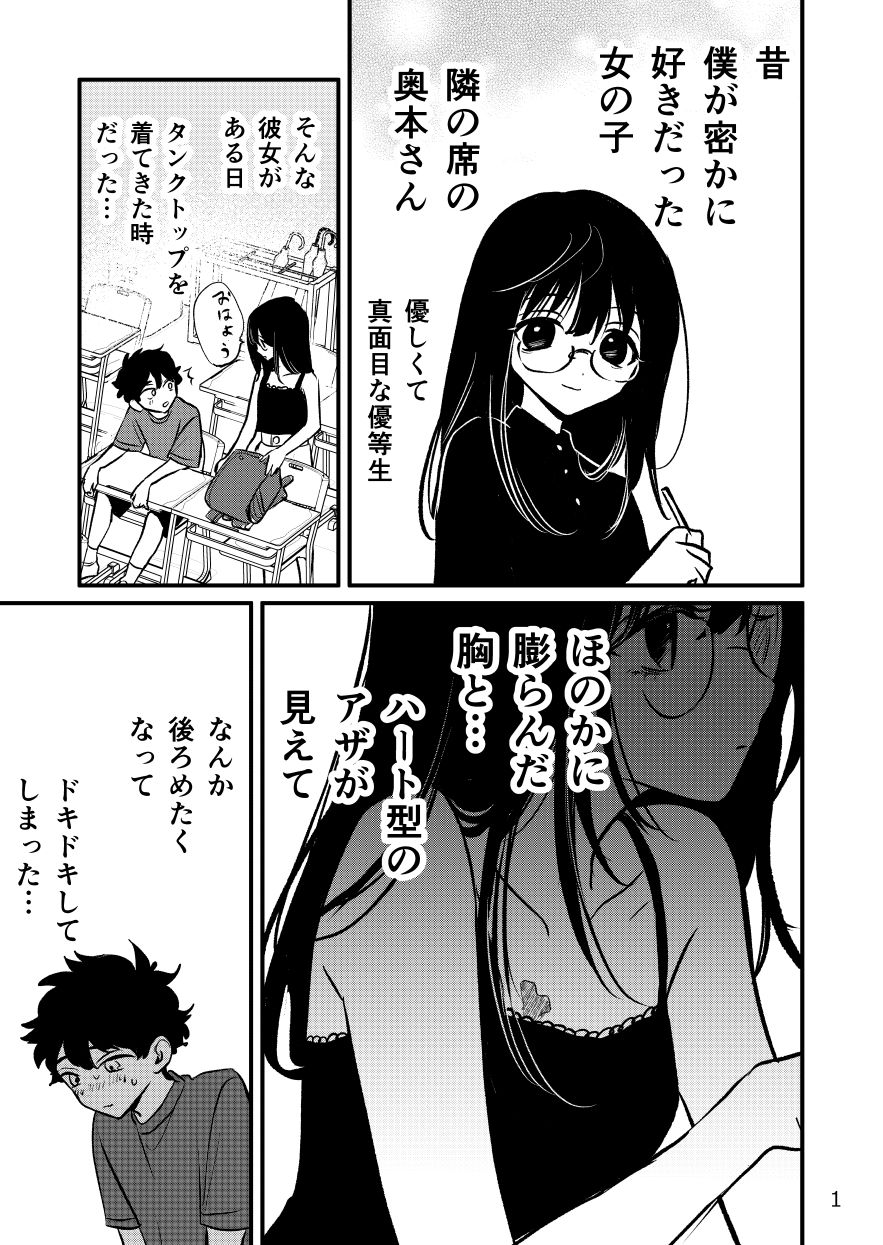 昔
僕が密かに
好きだった
女の子
隣の席の
奥本さん
優しくて
真面目な優等生
そんな
彼女が
ある日
タンクトップを
着てきた時
だった…
おはよう
ほのかに
膨らんだ
胸と…
ハート型の
アザが
見えて
なんか
後ろめたく
なって
ドキドキして
しまった…
1